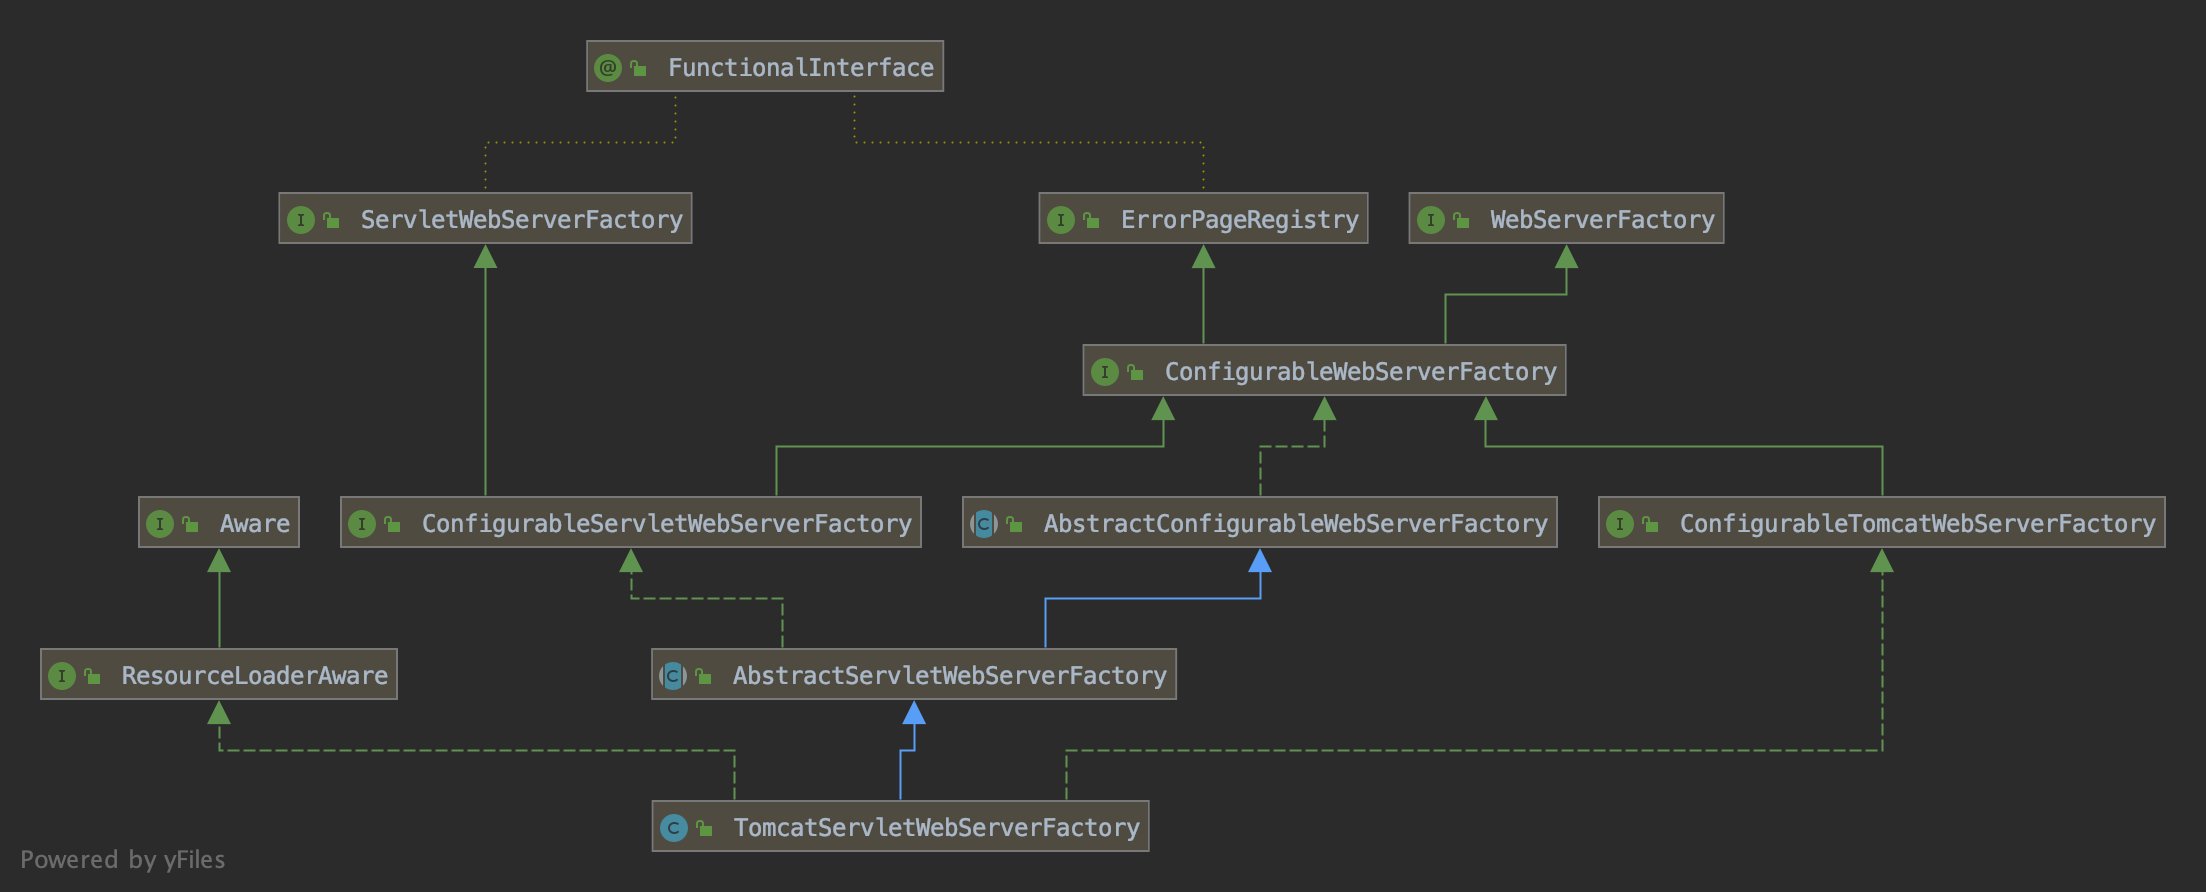 @ FunctionalInterface
I ServletWebServerFactory
I ErrorPageRegistry
I WebServerFactory
I ConfigurableWebServerFactory
I Aware
I ConfigurableServletWebServerFactory
C AbstractConfigurableWebServerFactory
I ConfigurableTomcatWebServerFactory
I ResourceLoaderAware
C AbstractServletWebServerFactory
C TomcatServletWebServerFactory
Powered by yFiles